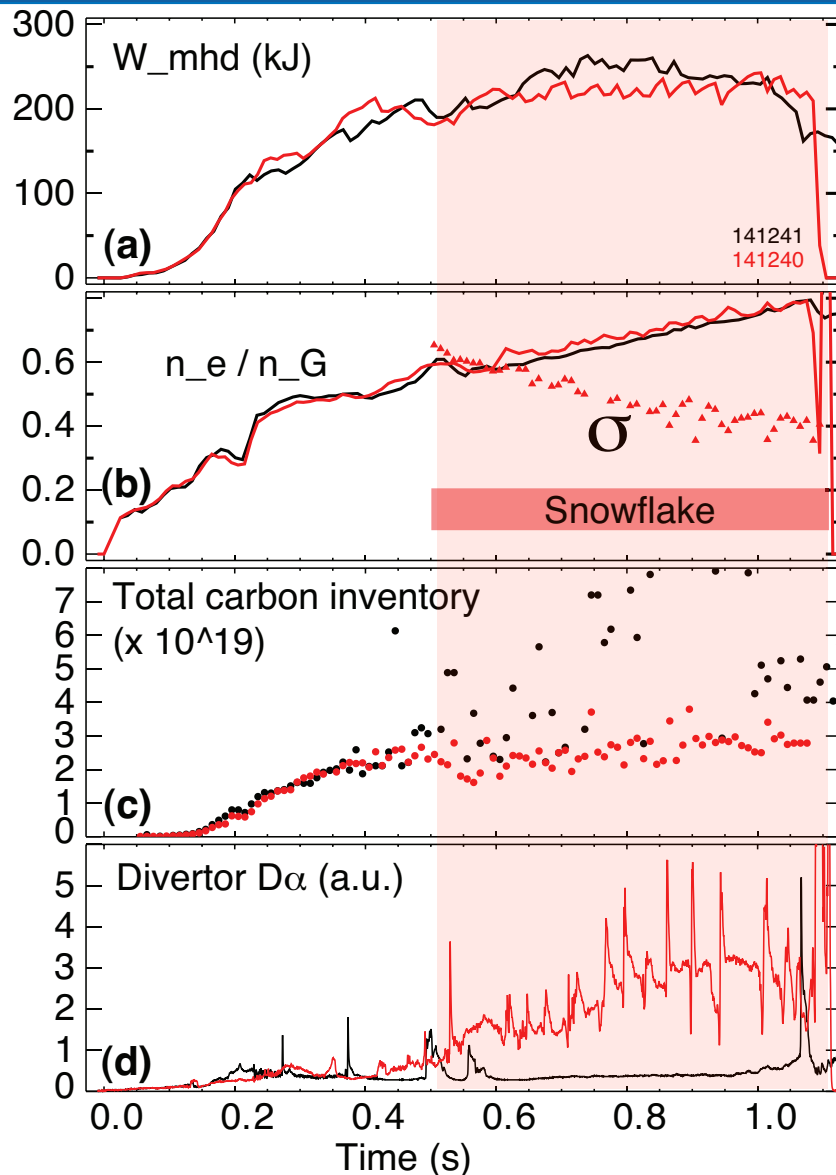 300
W_mhd (kJ)
200
100
(a)
141241
141240
0
n_e / n_G
0.6
0.4
σ
0.2
(b)
Snowflake
0.0
7
Total carbon inventory
6
(x 10^19)
5
4
3
2
1
(c)
0
5
Divertor Dα (a.u.)
4
3
2
1
(d)
0
0.0 0.2 0.4 0.6 0.8 1.0
Time (s)